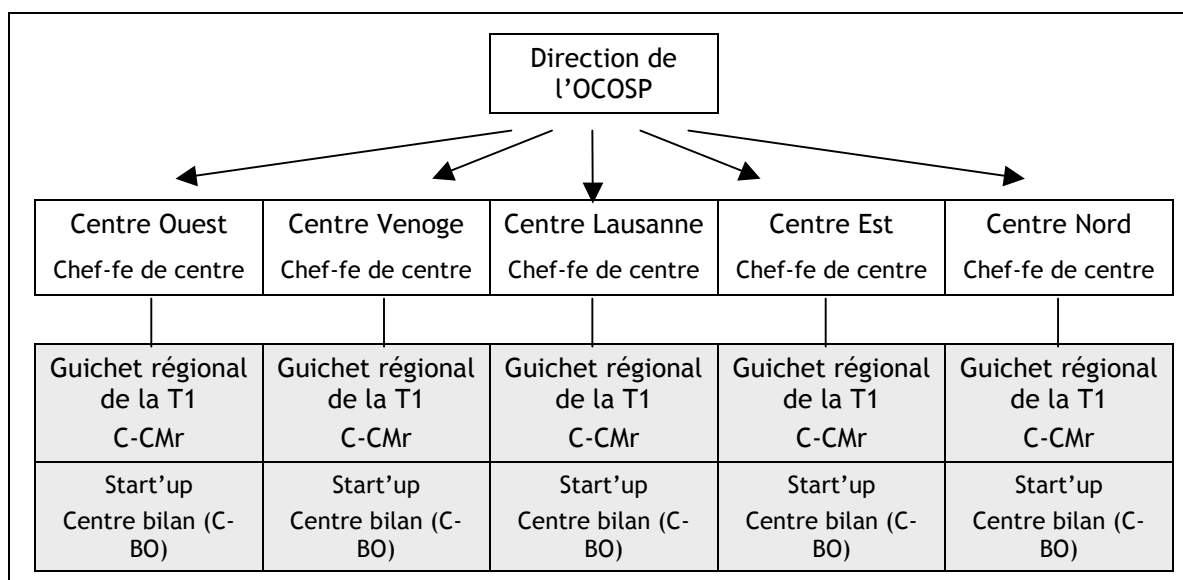 Direction de
l’OCOSP
Centre Ouest
Chef-fe de centre
Centre Venoge
Chef-fe de centre
Centre Lausanne
Chef-fe de centre
Centre Est
Chef-fe de centre
Centre Nord
Chef-fe de centre
Guichet régional
de la T1
C-CMr
Guichet régional
de la T1
C-CMr
Guichet régional
de la T1
C-CMr
Guichet régional
de la T1
C-CMr
Guichet régional
de la T1
C-CMr
Start’up
Centre bilan (C-
BO)
Start’up
Centre bilan (C-
BO)
Start’up
Centre bilan (C-
BO)
Start’up
Centre bilan (C-
BO)
Start’up
Centre bilan (C-
BO)